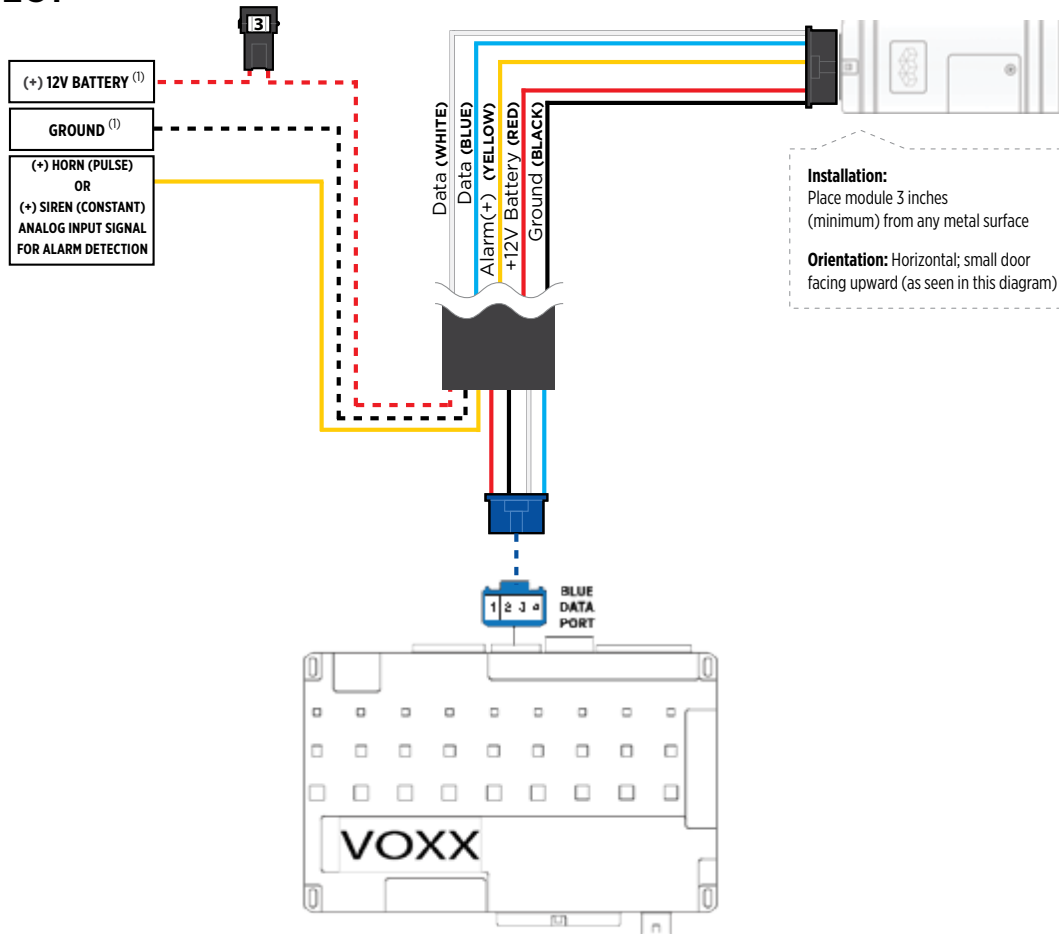 3
(+) 12V BATTERY (1)
GROUND (1)
(+) HORN (PULSE)
OR
(+) SIREN (CONSTANT)
ANALOG INPUT SIGNAL
FOR ALARM DETECTION
Data (WHITE)
Data (BLUE)
Alarm(+) (YELLOW)
+12V Battery (RED)
Ground (BLACK)
Installation:
Place module 3 inches
(minimum) from any metal surface
Orientation: Horizontal; small door
facing upward (as seen in this diagram)
1 2 3 4
BLUE
DATA
PORT
VOXX